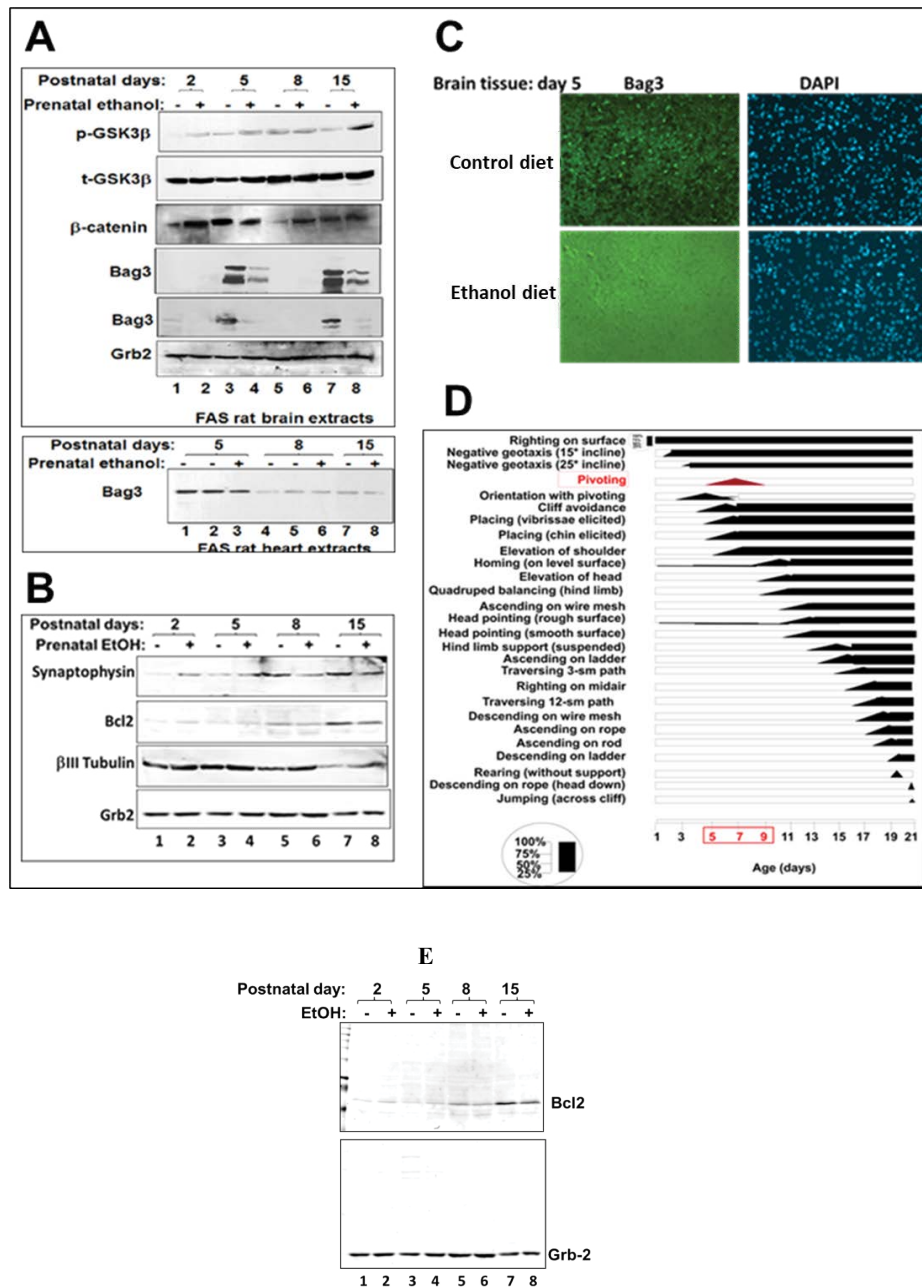 A
Postnatal days: 2 5 8 15
Prenatal ethanol: - + - + - + - +
p-GSK3β
t-GSK3β
β-catenin
Bag3
Bag3
Grb2
1 2 3 4 5 6 7 8
FAS rat brain extracts
Postnatal days: 5 8 15
Prenatal ethanol: - - + - - + - +
Bag3
1 2 3 4 5 6 7 8
FAS rat heart extracts
B
Postnatal days: 2 5 8 15
Prenatal EtOH: - + - + - + - +
Synaptophysin
Bcl2
βIII Tubulin
Grb2
1 2 3 4 5 6 7 8
C
Brain tissue: day 5 Bag3 DAPI
Control diet
Ethanol diet
D
Righting on surface
Negative geotaxis (15* incline)
Negative geotaxis (25* incline)
Pivoting
Orientation with pivoting
Cliff avoidance
Placing (vibrissae elicited)
Placing (chin elicited)
Elevation of shoulder
Homing (on level surface)
Elevation of head
Quadruped balancing (hind limb)
Ascending on wire mesh
Head pointing (rough surface)
Head pointing (smooth surface)
Hind limb support (suspended)
Ascending on ladder
Traversing 3-sm path
Righting on midair
Traversing 12-sm path
Descending on wire mesh
Ascending on rope
Ascending on rod
Descending on ladder
Rearing (without support)
Descending on rope (head down)
Jumping (across cliff)
1 3 5 7 9 11 13 15 17 19 21
100%
75%
50%
25%
Age (days)
E
Postnatal day: 2 5 8 15
EtOH: - + - + - + - +
Bcl2
Grb-2
1 2 3 4 5 6 7 8